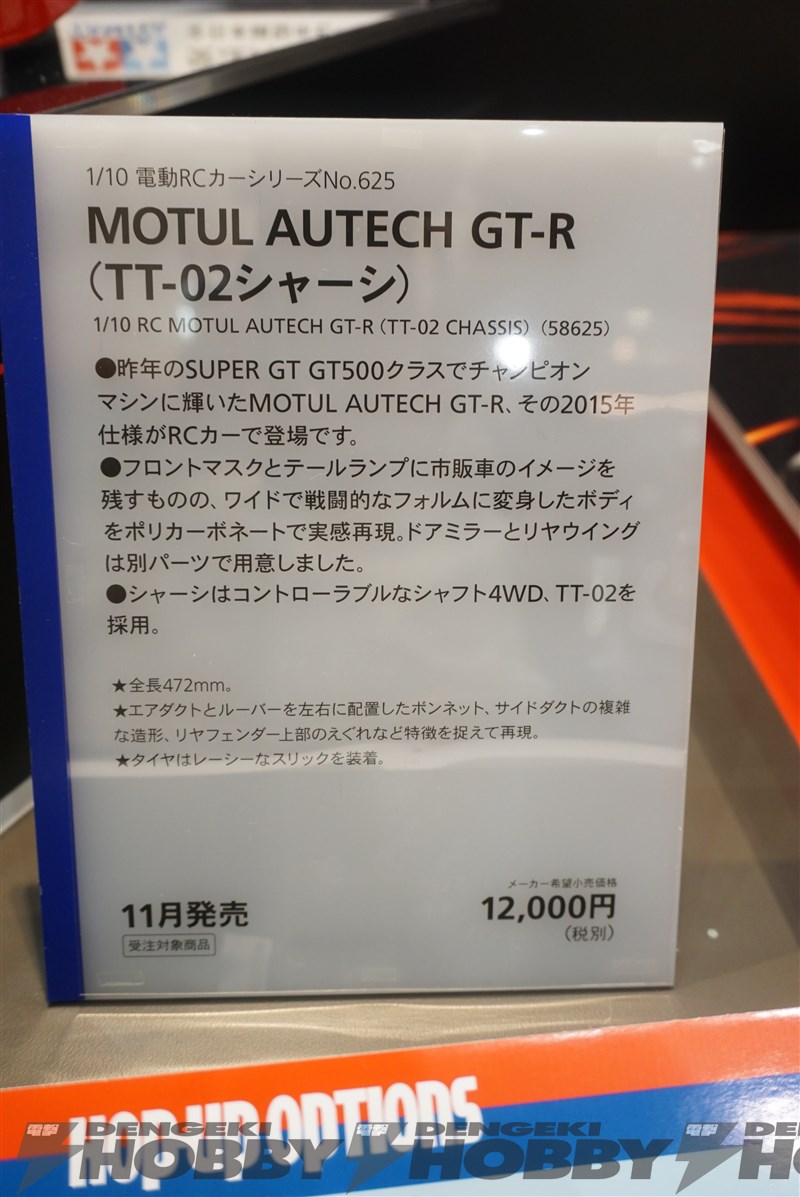 1/10 電動RCカーシリーズNo.625
MOTUL AUTECH GT-R
(TT-02シャーシ)
1/10 RC MOTUL AUTECH GT-R (TT-02 CHASSIS) (58625)
●昨年のSUPER GT GT500クラスでチャンピオン
マシンに輝いたMOTUL AUTECH GT-R、その2015年
仕様がRCカーで登場です。
●フロントマスクとテールランプに市販車のイメージを
残すものの、ワイドで戦闘的なフォルムに変身したボディ
をポリカーボネートで実感再現。ドアミラーとリヤウイング
は別パーツで用意しました。
●シャーシはコントローラブルなシャフト4WD、TT-02を
採用。
★全長472mm。
★エアダクトとルーバーを左右に配置したボンネット、サイドダクトの複雑
な造形、リヤフェンダー上部のえぐれなど特徴を捉えて再現。
★タイヤはレーシーなスリックを装着。
メーカー希望小売価格
11月発売
12,000円
受注対象商品
(税別)
HOP UP OPTIONS
電撃 DENGEKI HOBBY 電撃 DENGEKI HOBBY 電撃 DE HO